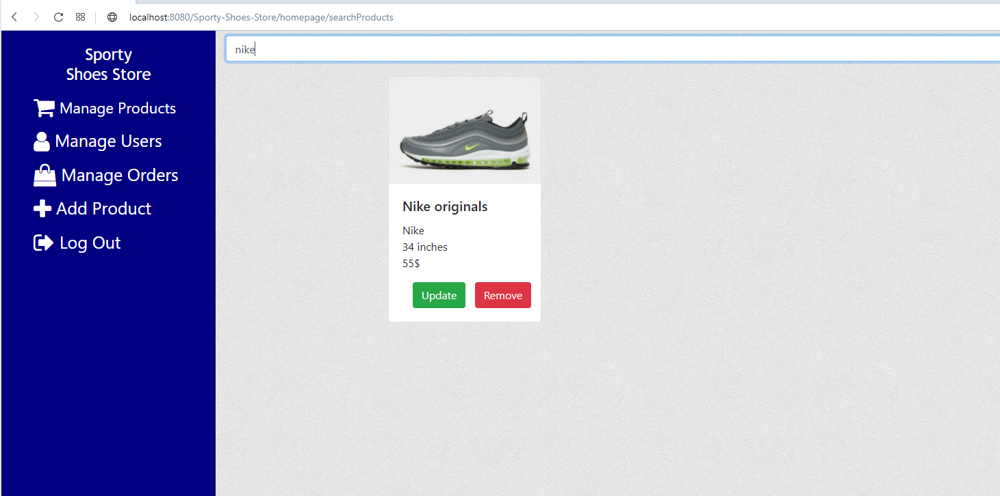 localhost:8080/Sporty-Shoes-Store/homepage/searchProducts
Sporty
Shoes Store
Manage Products
Manage Users
Manage Orders
Add Product
Log Out
nike
Nike originals
Nike
34 inches
55$
Update
Remove